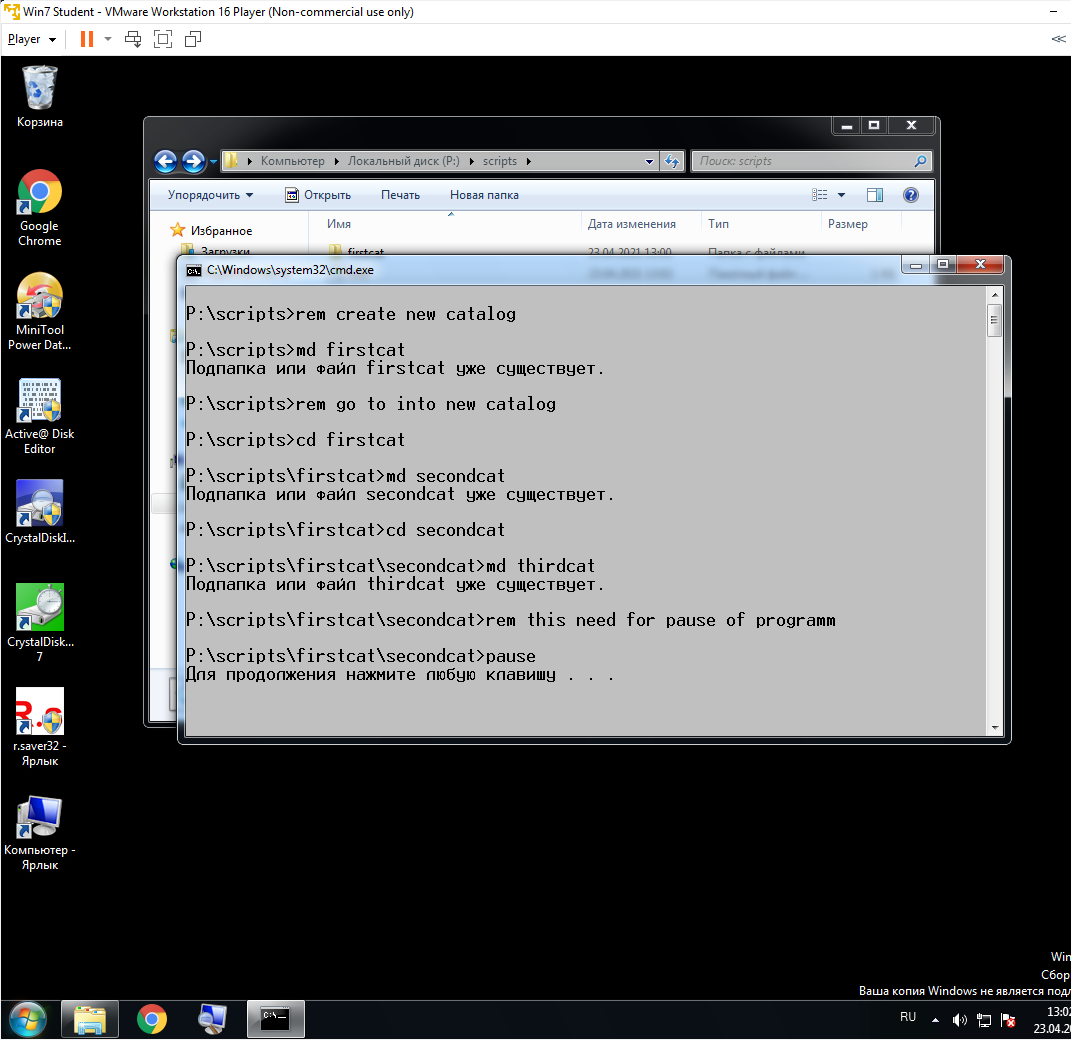 Win7 Student - VMware Workstation 16 Player (Non-commercial use only)
Player
Корзина
Google
Chrome
MiniTool
Power Dat...
Active@ Disk
Editor
CrystalDiskI...
CrystalDisk...
7
r.saver32 -
Ярлык
Компьютер -
Ярлык
Компьютер
Локальный диск (P:)
scripts
Поиск: scripts
Упорядочить
Открыть
Печать
Новая папка
Имя
Дата изменения
Тип
Размер
Избранное
Загрузки
firstcat
23.04.2021 13:00
Папка с файлами
C:\Windows\system32\cmd.exe
P:\scripts>rem create new catalog
P:\scripts>md firstcat
Подпапка или файл firstcat уже существует.
P:\scripts>rem go to into new catalog
P:\scripts>cd firstcat
P:\scripts\firstcat>md secondcat
Подпапка или файл secondcat уже существует.
P:\scripts\firstcat>cd secondcat
P:\scripts\firstcat\secondcat>md thirdcat
Подпапка или файл thirdcat уже существует.
P:\scripts\firstcat\secondcat>rem this need for pause of programm
P:\scripts\firstcat\secondcat>pause
Для продолжения нажмите любую клавишу . . .
Win
Сбор
Ваша копия Windows не является подл
RU
13:02
23.04.20